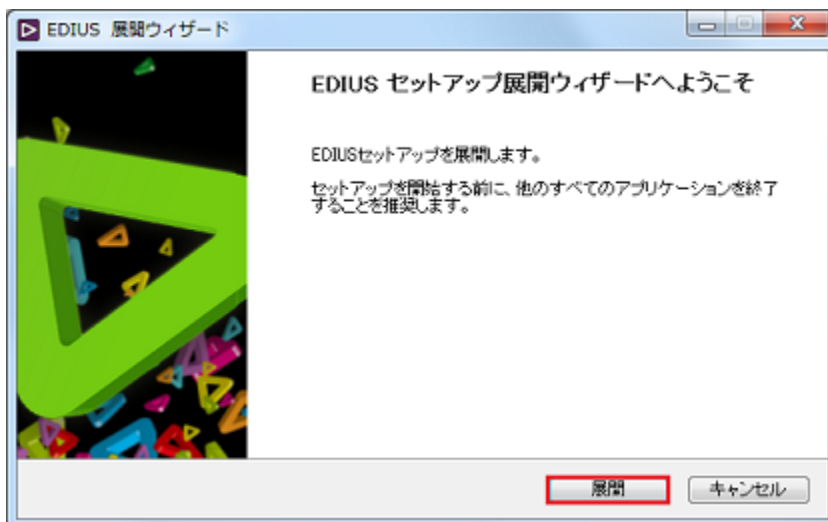 EDIUS 展開ウィザード
EDIUS セットアップ展開ウィザードへようこそ
EDIUSセットアップを展開します。
セットアップを開始する前に、他のすべてのアプリケーションを終了
することを推奨します。
展開
キャンセル